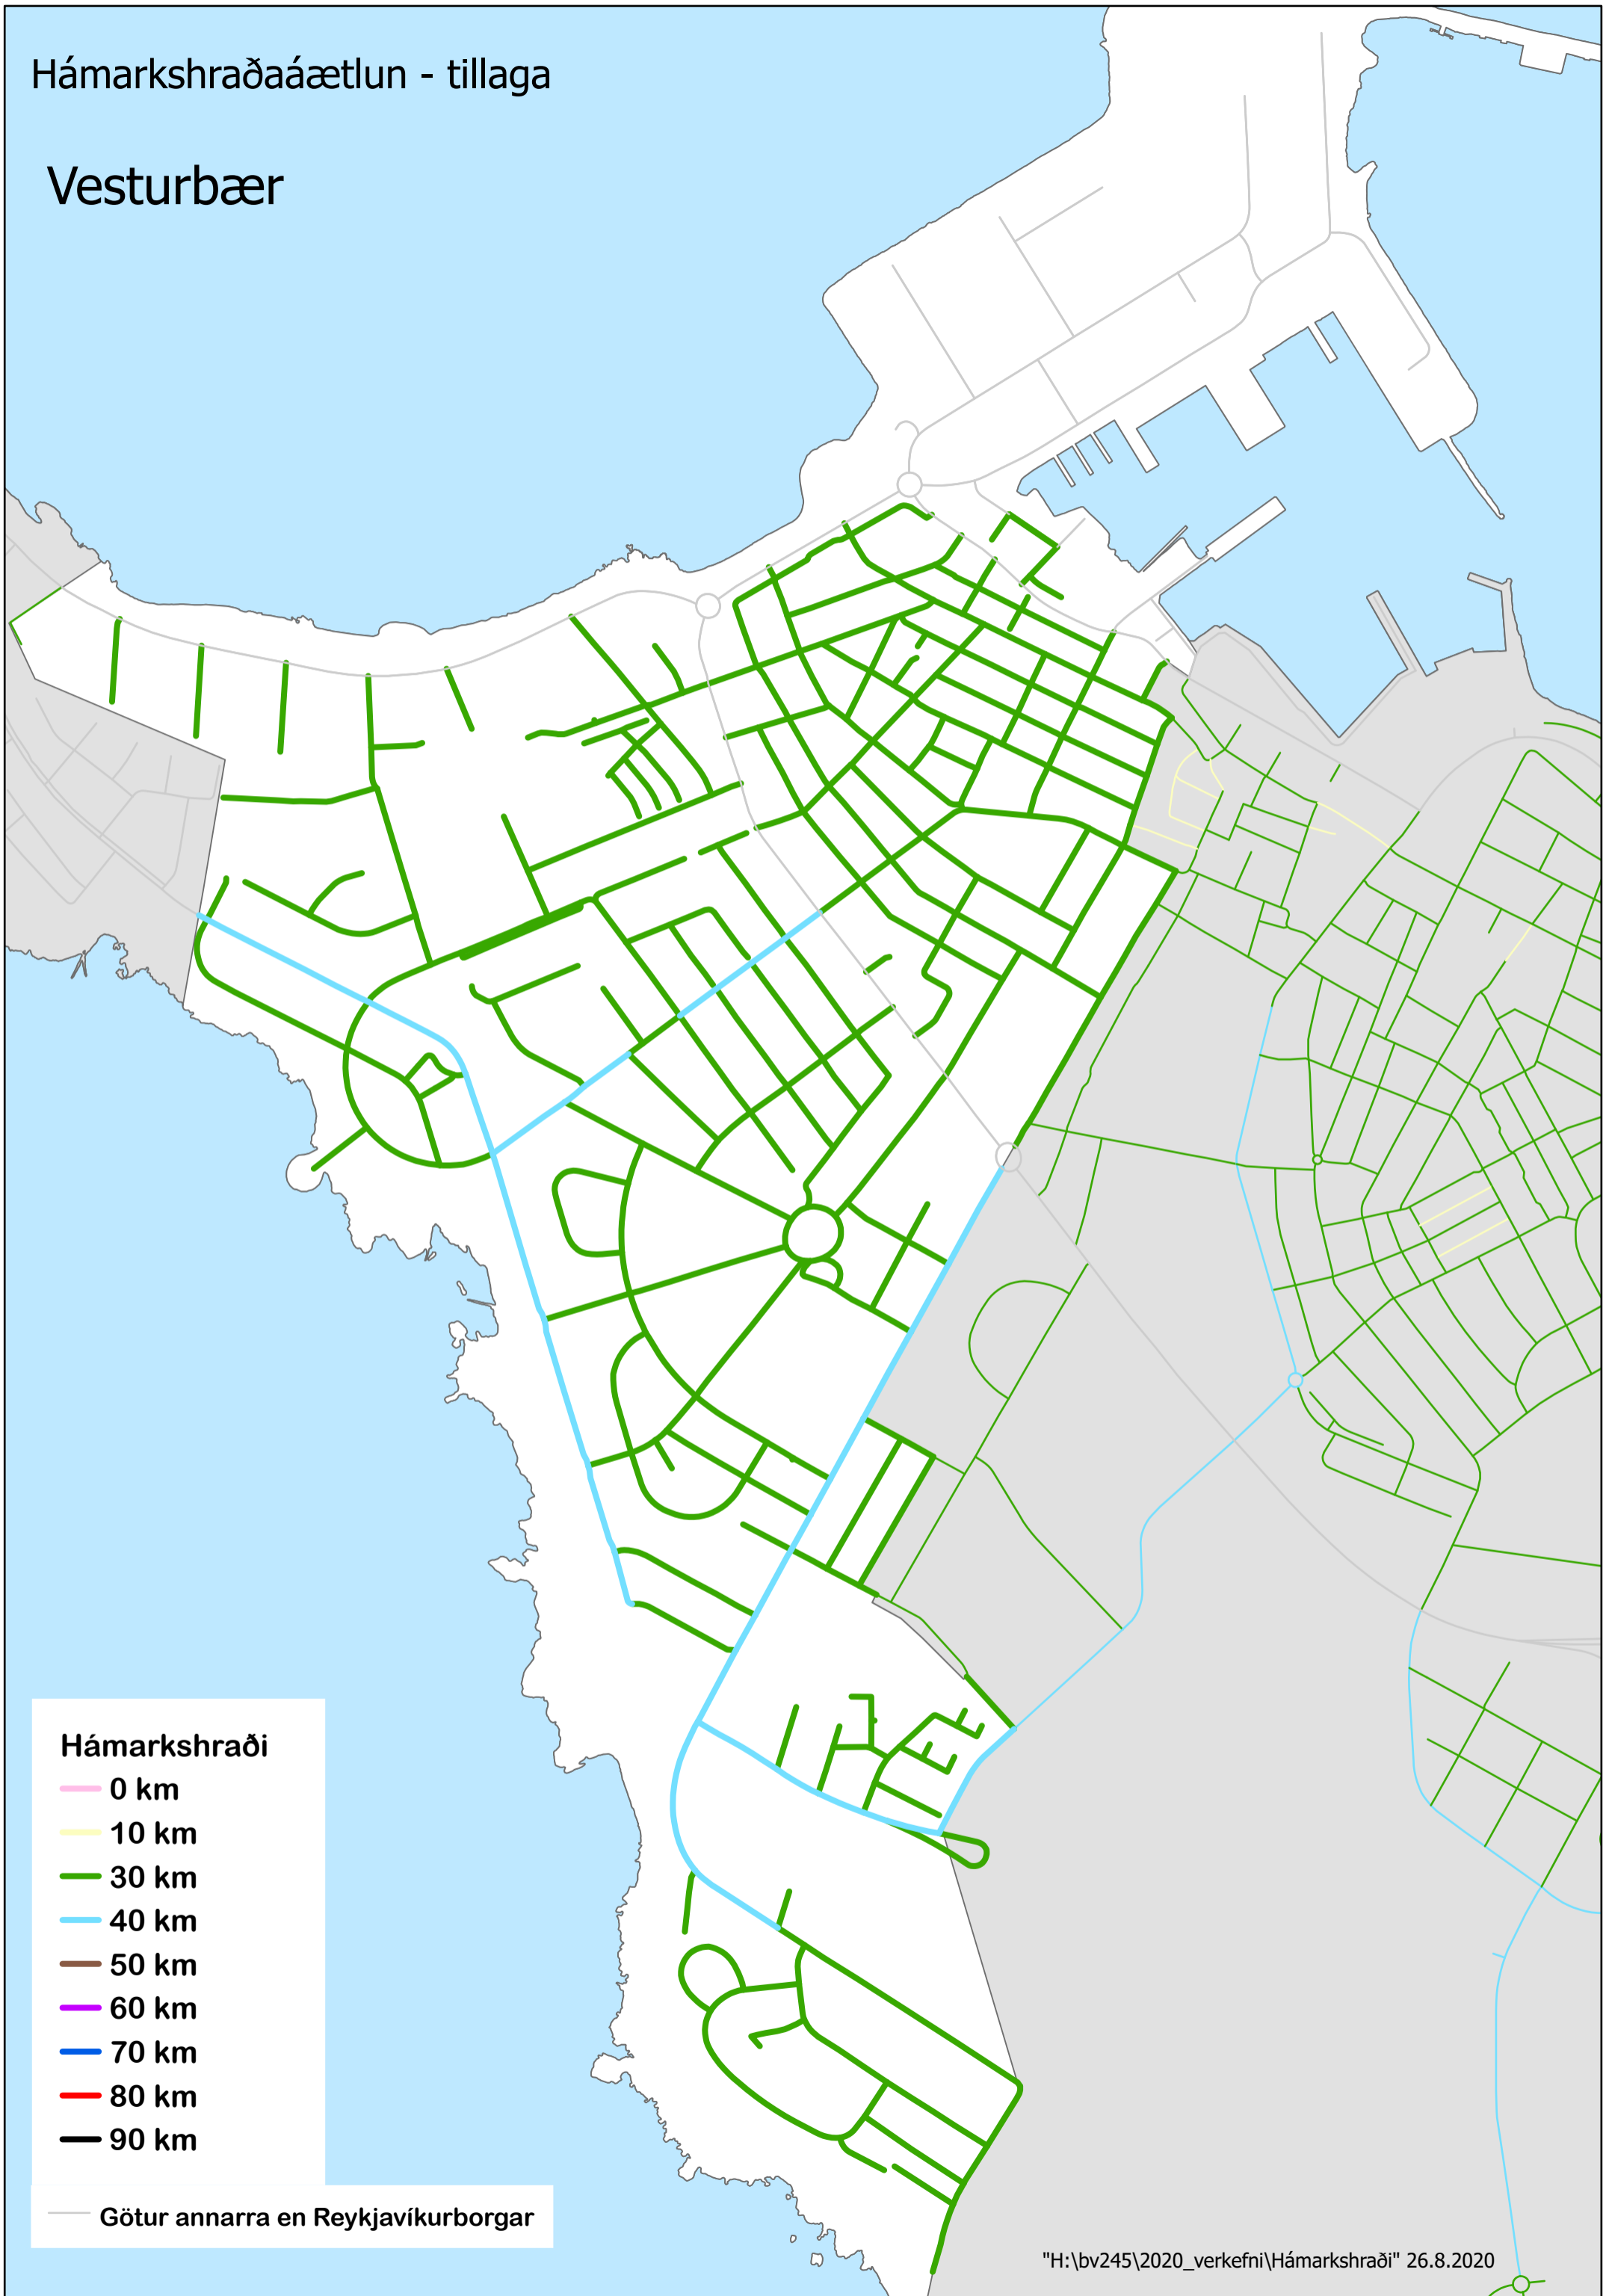 Hámarkshraðaáætlun - tillaga
Vesturbær
Hámarkshraði
0 km
10 km
30 km
40 km
50 km
60 km
70 km
80 km
90 km
Götur annarra en Reykjavíkurborgar
"H:\bv245\2020_verkefni\Hámarkshraði" 26.8.2020